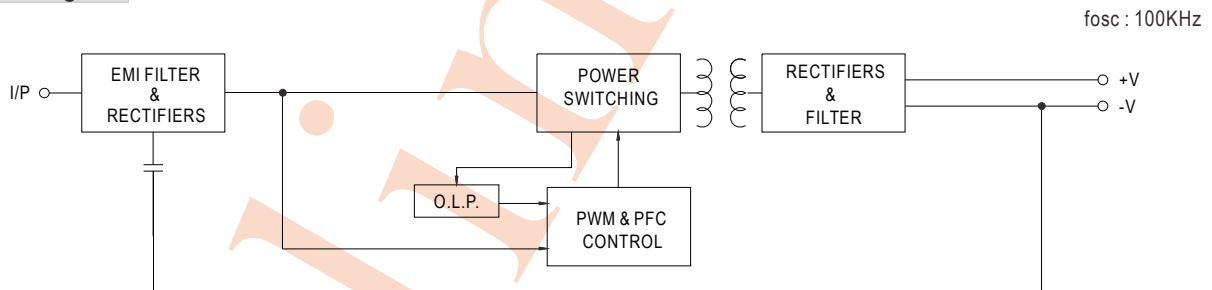 fosc : 100KHz
I/P
EMI FILTER
&
RECTIFIERS
POWER
SWITCHING
RECTIFIERS
&
FILTER
+V
-V
O.L.P.
PWM & PFC
CONTROL